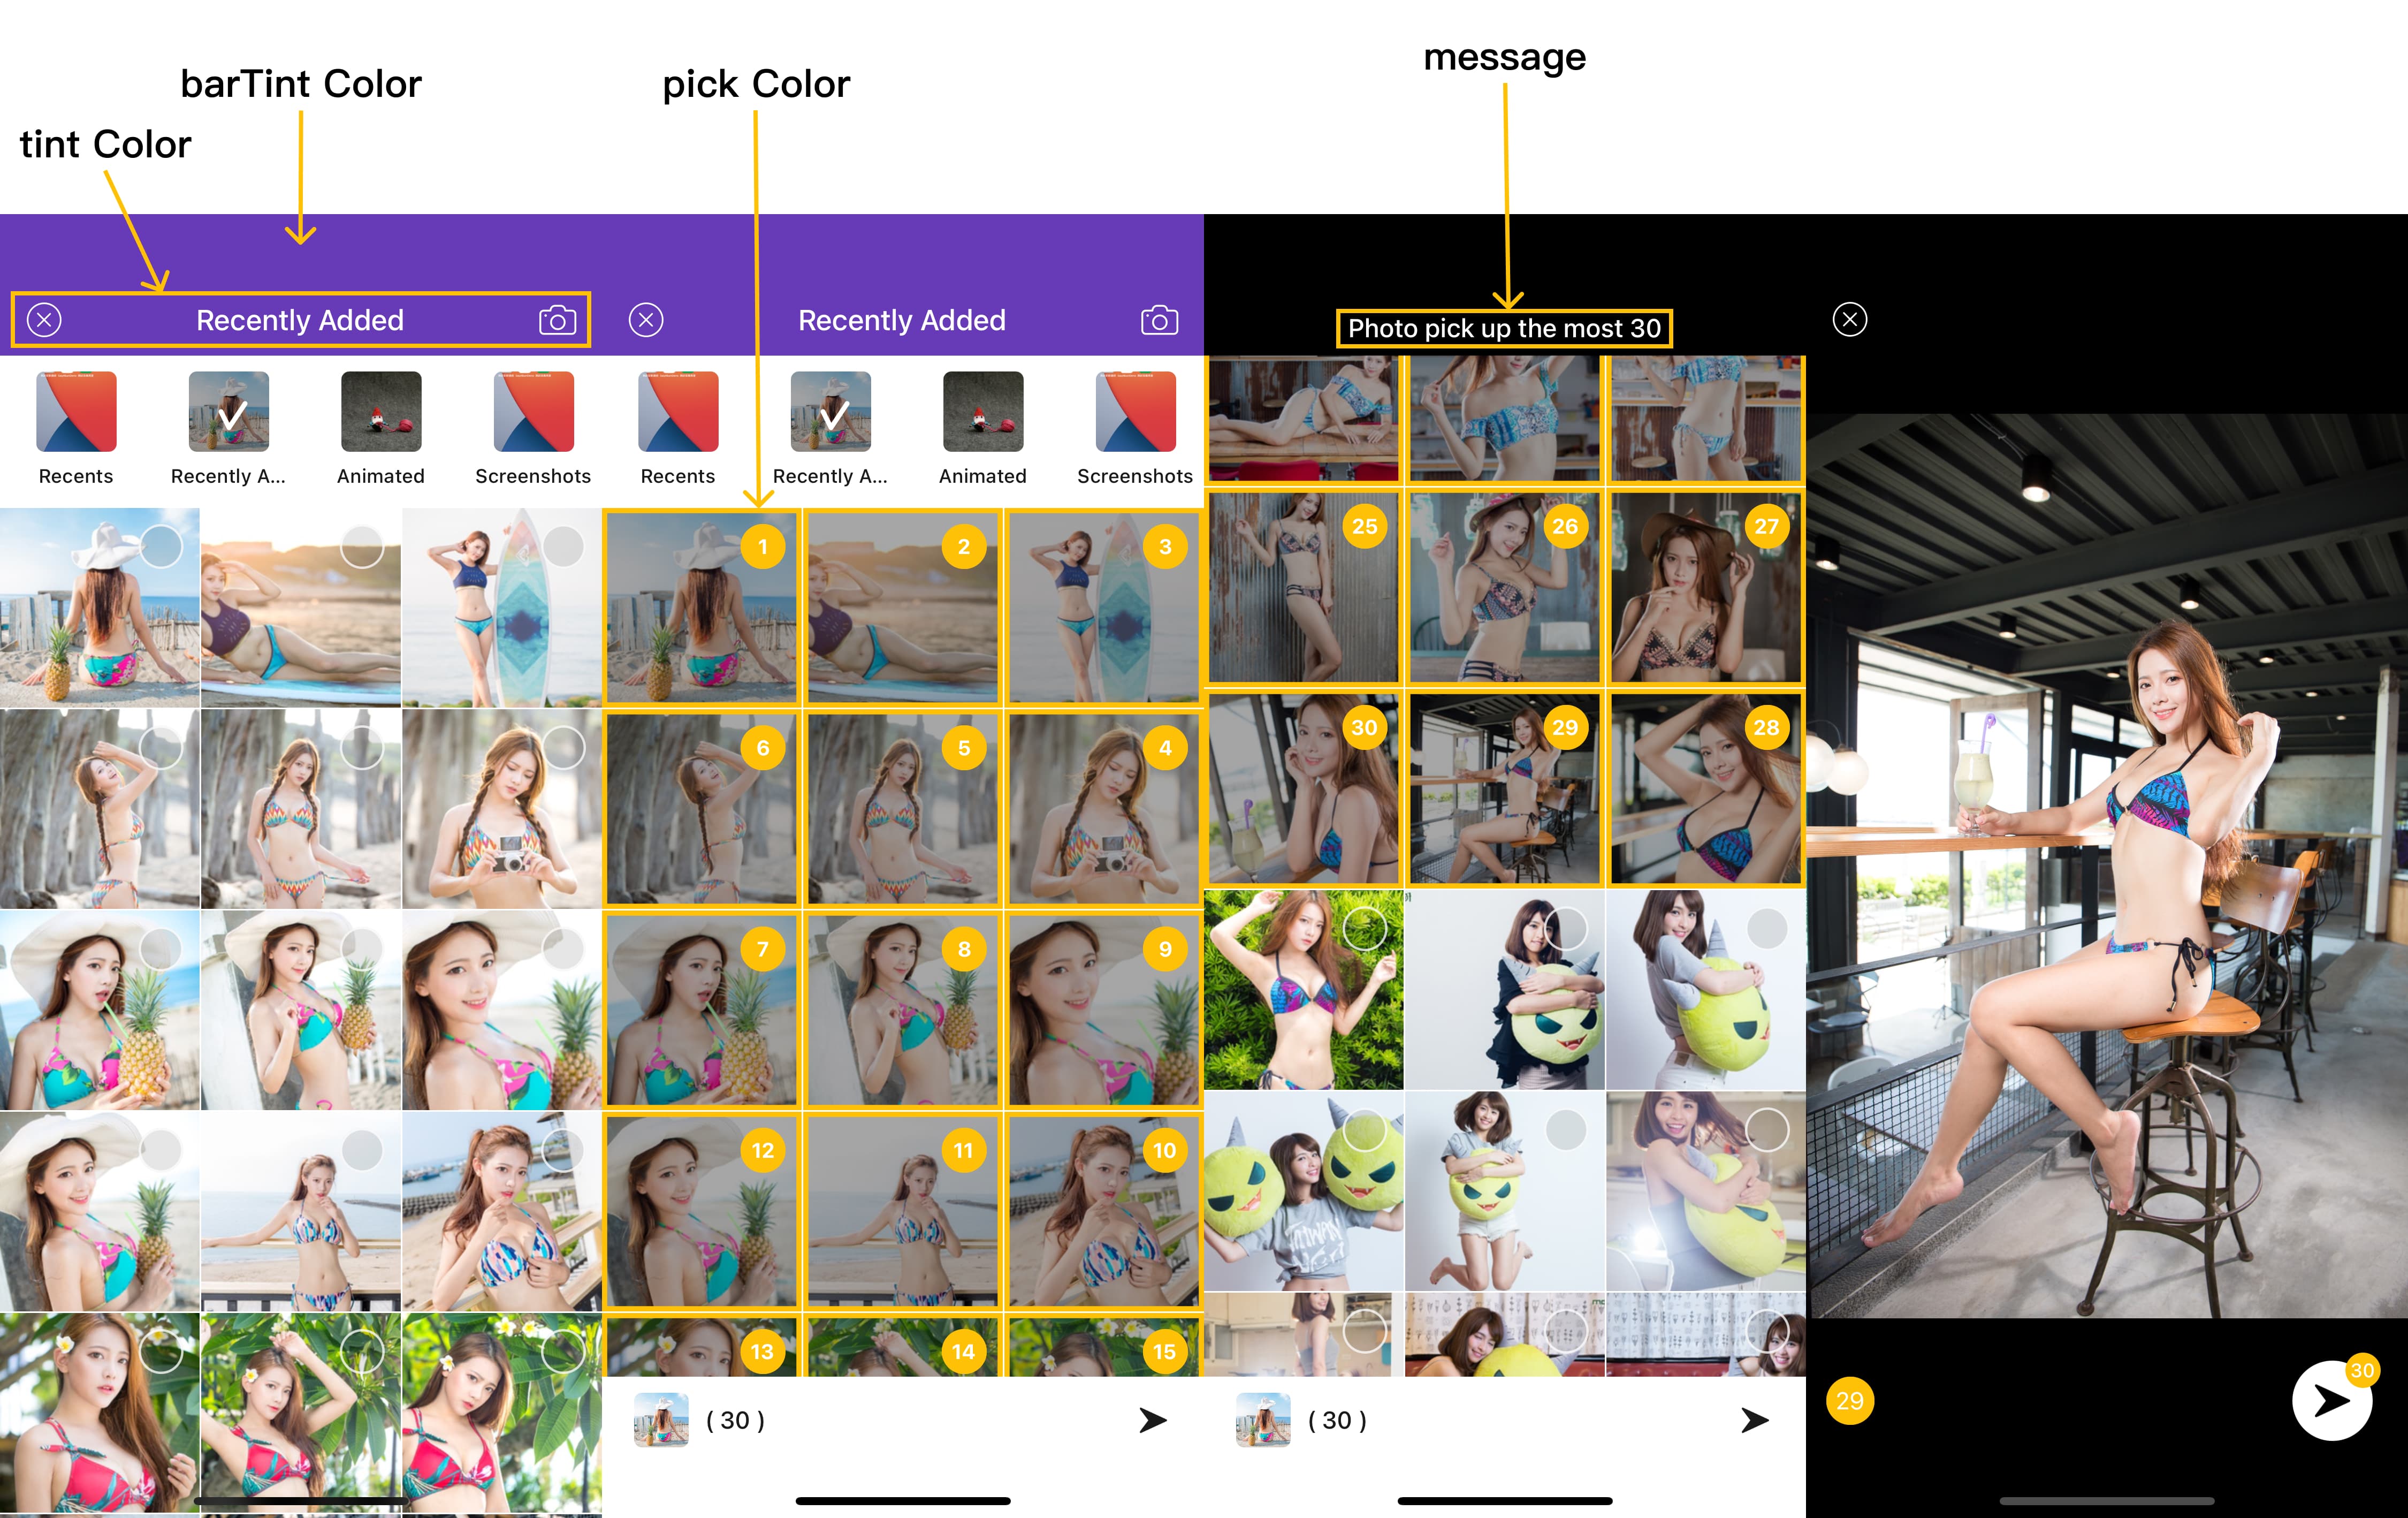 message
barTint Color
pick Color
tint Color
Recently Added
Recently Added
Photo pick up the most 30
Recents
Recently A...
Animated
Screenshots
Recents
Recently A...
Animated
Screenshots
1
2
3
6
5
4
7
8
9
12
11
10
13
14
15
( 30 )
25
26
27
30
29
28
( 30 )
29
30